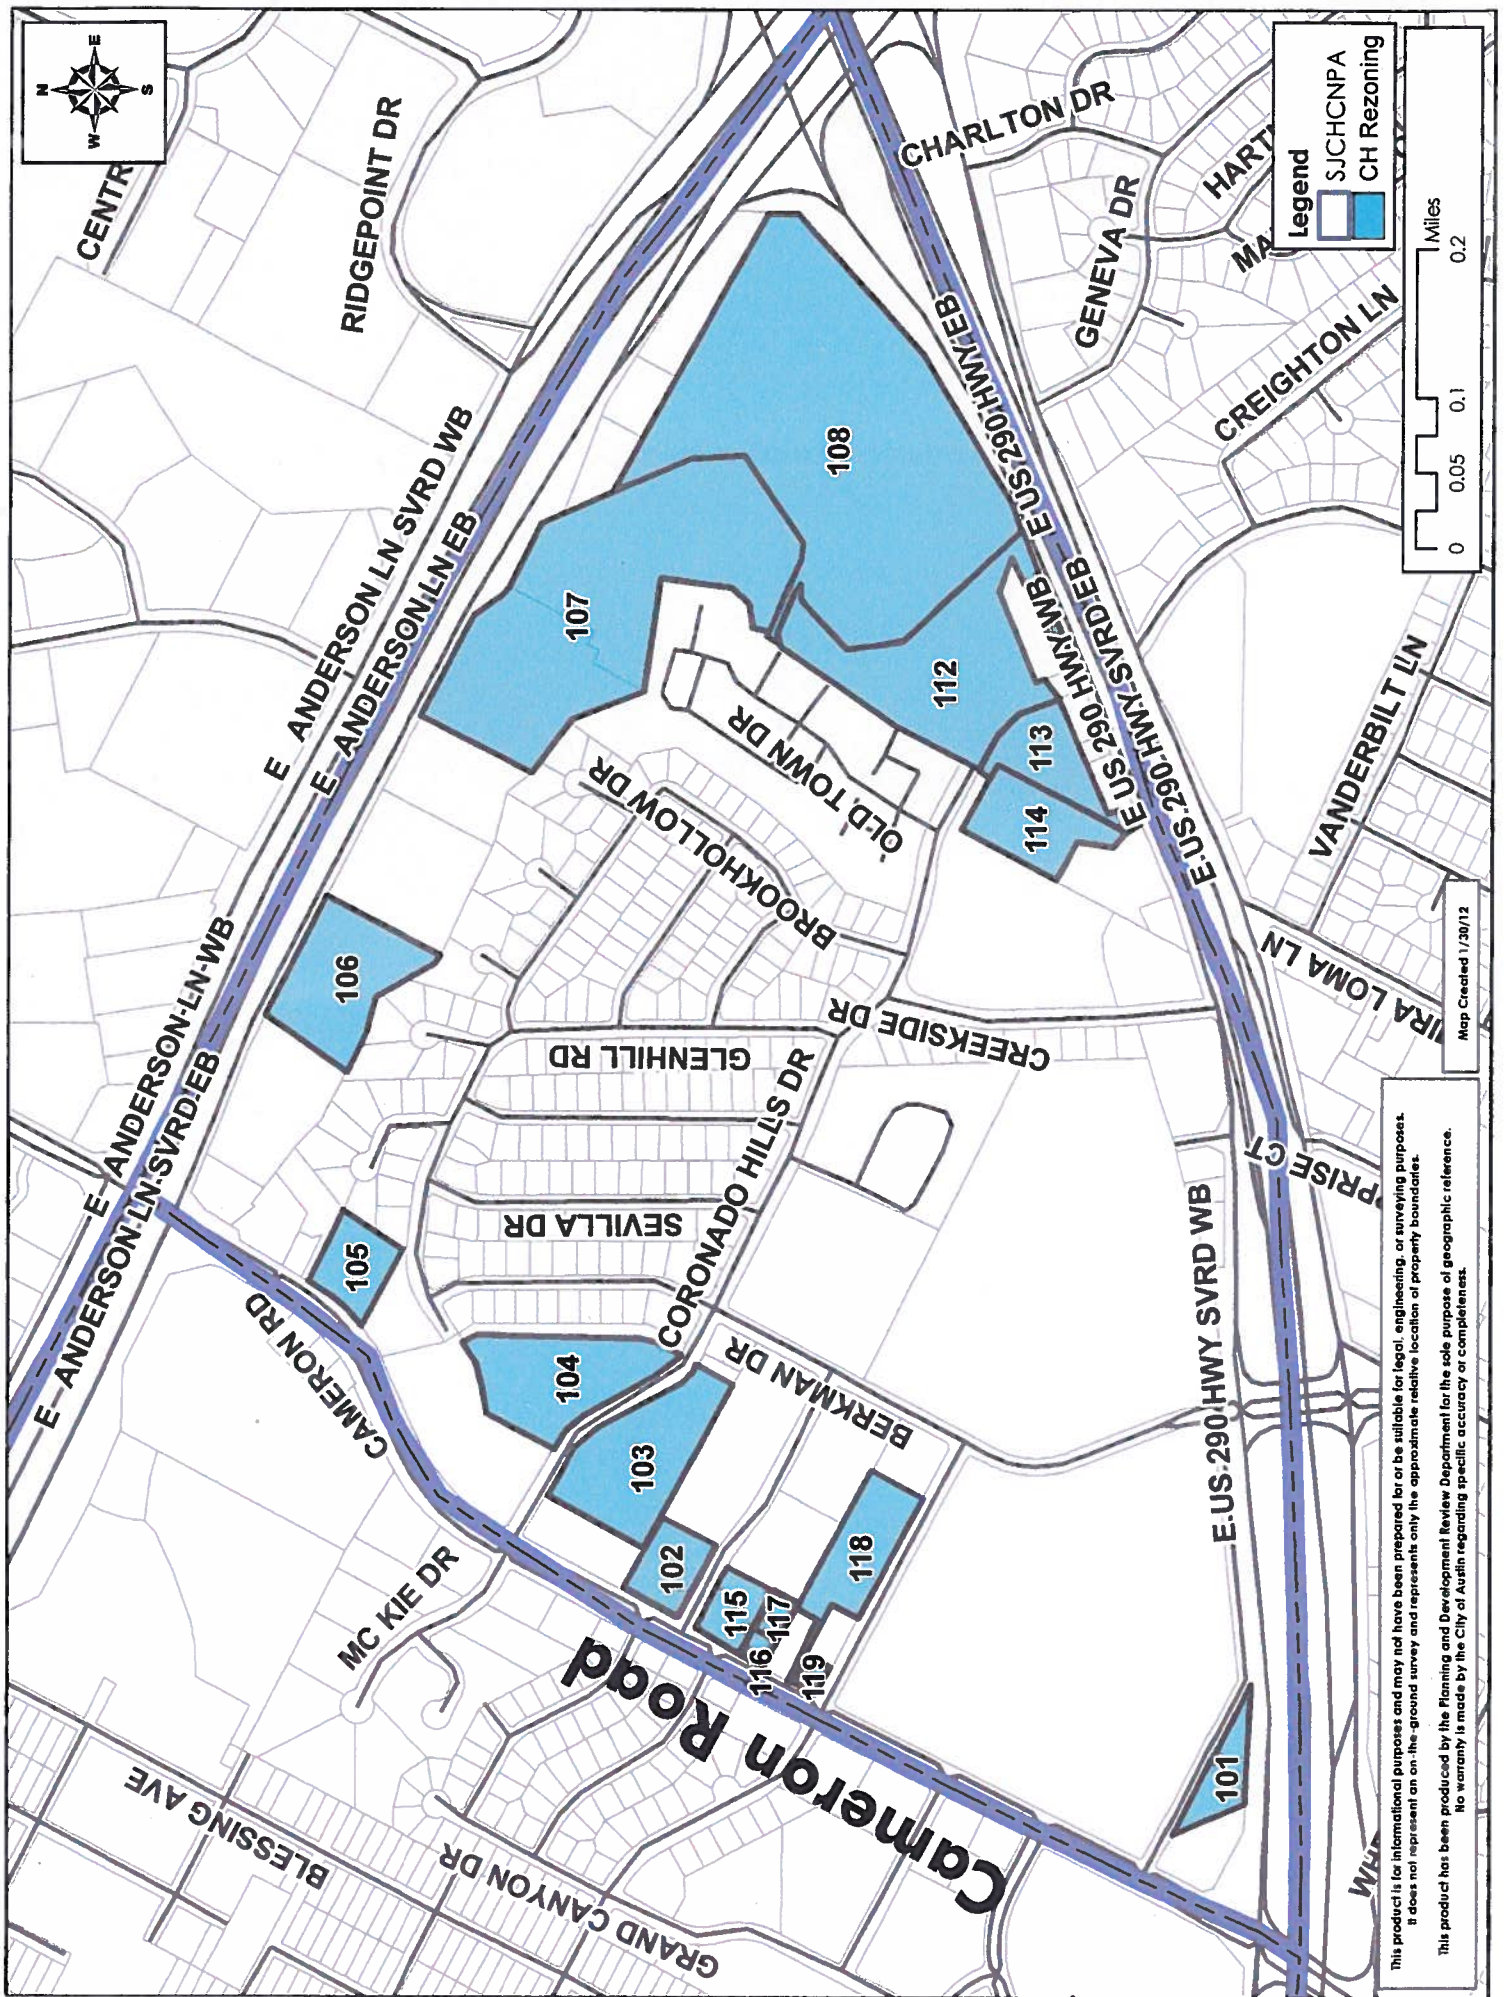 N
W
E
S
CENTR
RIDGEPOINT DR
E ANDERSON LN SVRD WB
E ANDERSON LN EB
E ANDERSON LN WB
E ANDERSON LN SVRD EB
CHARLTON DR
GENEVA DR
HART
MA
CREIGHTON LN
VANDERBILT LN
IRA LOMA LN
PRISE CT
E US 290 HWY EB
E US 290 HWY WB
E US 290 HWY SVRD EB
E US 290 HWY SVRD WB
OLD TOWN DR
BROOKHOLLOW DR
CREEKSIDE DR
GLENHILL RD
CORONADO HILLS DR
SEVILLA DR
BERKMAN DR
CAMERON RD
MC KIE DR
Cameron Road
BLESSING AVE
GRAND CANYON DR
WH
101
102
103
104
105
106
107
108
112
113
114
115
116
117
118
119
Legend
SJCHCNPA
CH Rezoning
Miles
0 0.05 0.1 0.2
Map Created 1/30/12
This product is for informational purposes and may not have been prepared for or be suitable for legal, engineering, or surveying purposes.
It does not represent an on-the-ground survey and represents only the approximate relative location of property boundaries.
This product has been produced by the Planning and Development Review Department for the sole purpose of geographic reference.
No warranty is made by the City of Austin regarding specific accuracy or completeness.